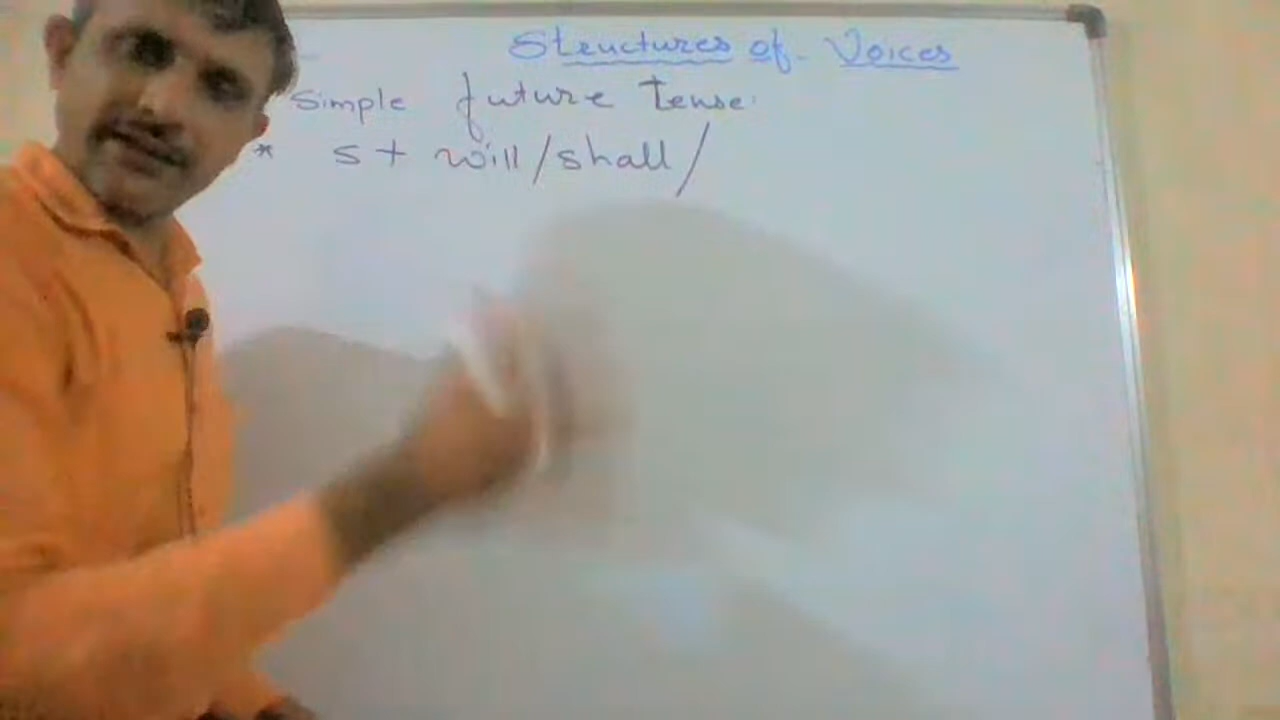 Structures of Voices
Simple future Tense
* S + will/shall/